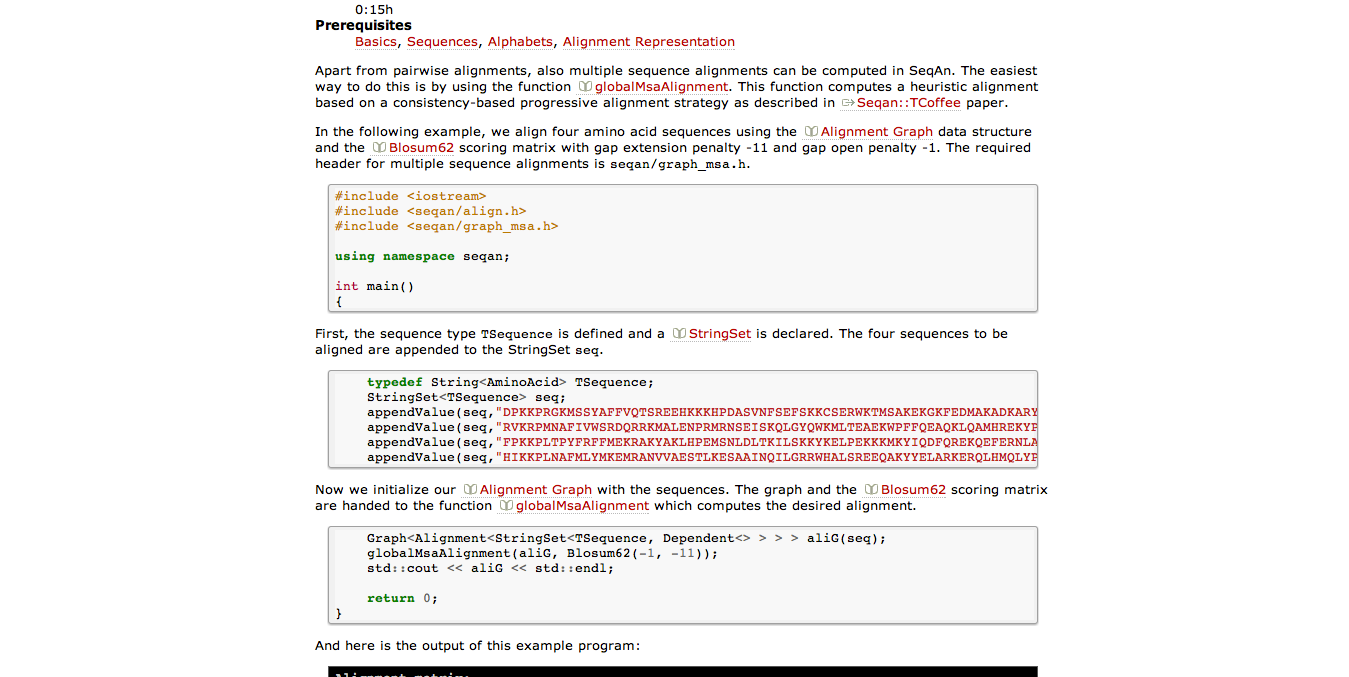 0:15h
Prerequisites
Basics, Sequences, Alphabets, Alignment Representation
Apart from pairwise alignments, also multiple sequence alignments can be computed in SeqAn. The easiest
way to do this is by using the function globalMsaAlignment. This function computes a heuristic alignment
based on a consistency-based progressive alignment strategy as described in Seqan::TCoffee paper.
In the following example, we align four amino acid sequences using the Alignment Graph data structure
and the Blosum62 scoring matrix with gap extension penalty -11 and gap open penalty -1. The required
header for multiple sequence alignments is seqan/graph_msa.h.
#include <iostream>
#include <seqan/align.h>
#include <seqan/graph_msa.h>
using namespace seqan;
int main()
{
First, the sequence type TSequence is defined and a StringSet is declared. The four sequences to be
aligned are appended to the StringSet seq.
typedef String<AminoAcid> TSequence;
StringSet<TSequence> seq;
appendValue(seq,"DPKKPRGKMSSYAFFVQTSREEHKKKHPDASVNFSEFSKKCSERWKTMSAKEKGKFEDMAKADKARY
appendValue(seq,"RVKRPMNAFIVWSRDQRRKMALENPRMRNSEISKQLGYQWKMLTEAEKWPFFQEAQKLQAMHREKYP
appendValue(seq,"FPKKPLTPYFRFFMEKRAKYAKLHPEMSNLDLTKILSKKYKELPEKKKMKYIQDFQREKQEFERNLA
appendValue(seq,"HIKKPLNAFMLYMKEMRANVVAESTLKESAAINQILGRRWHALSREEQAKYYELARKERQLHMQLYP
Now we initialize our Alignment Graph with the sequences. The graph and the Blosum62 scoring matrix
are handed to the function globalMsaAlignment which computes the desired alignment.
Graph<Alignment<StringSet<TSequence, Dependent<> > > > aliG(seq);
globalMsaAlignment(aliG, Blosum62(-1, -11));
std::cout << aliG << std::endl;
return 0;
}
And here is the output of this example program:
Alignment matrix: